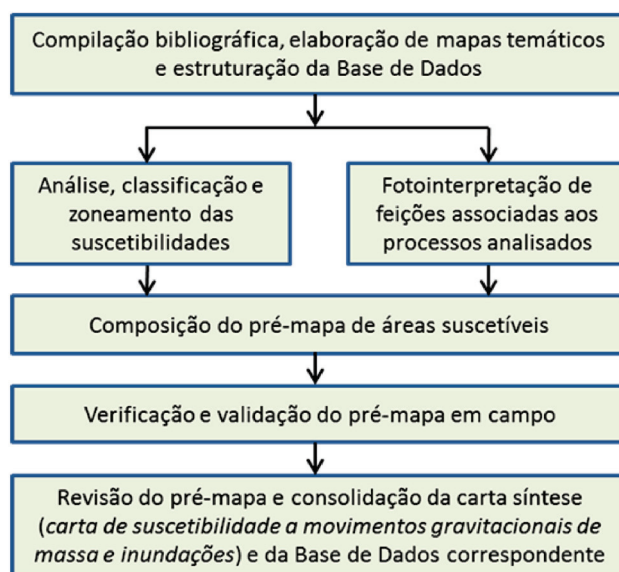 Compilação bibliográfica, elaboração de mapas temáticos
e estruturação da Base de Dados
Análise, classificação e
zoneamento das
suscetibilidades
Fotointerpretação de
feições associadas aos
processos analisados
Composição do pré-mapa de áreas suscetíveis
Verificação e validação do pré-mapa em campo
Revisão do pré-mapa e consolidação da carta síntese
(carta de suscetibilidade a movimentos gravitacionais de
massa e inundações) e da Base de Dados correspondente